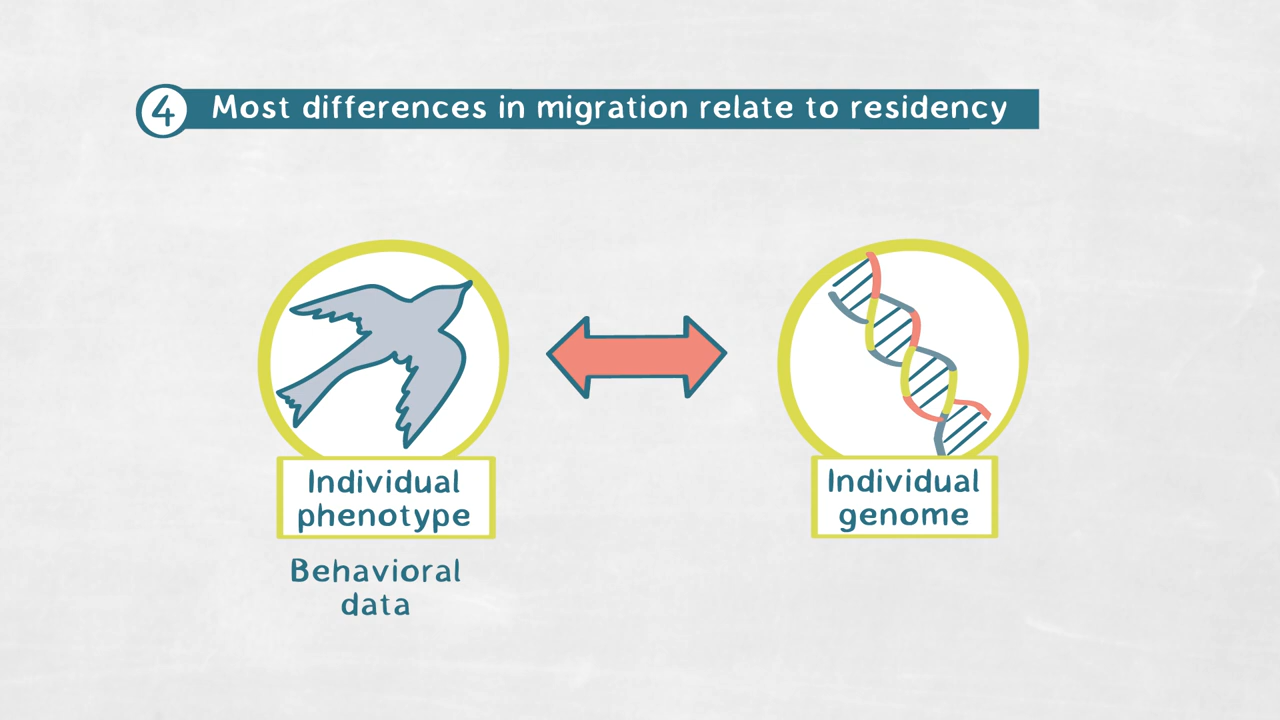 4 Most differences in migration relate to residency
Individual
phenotype
Behavioral
data
Individual
genome